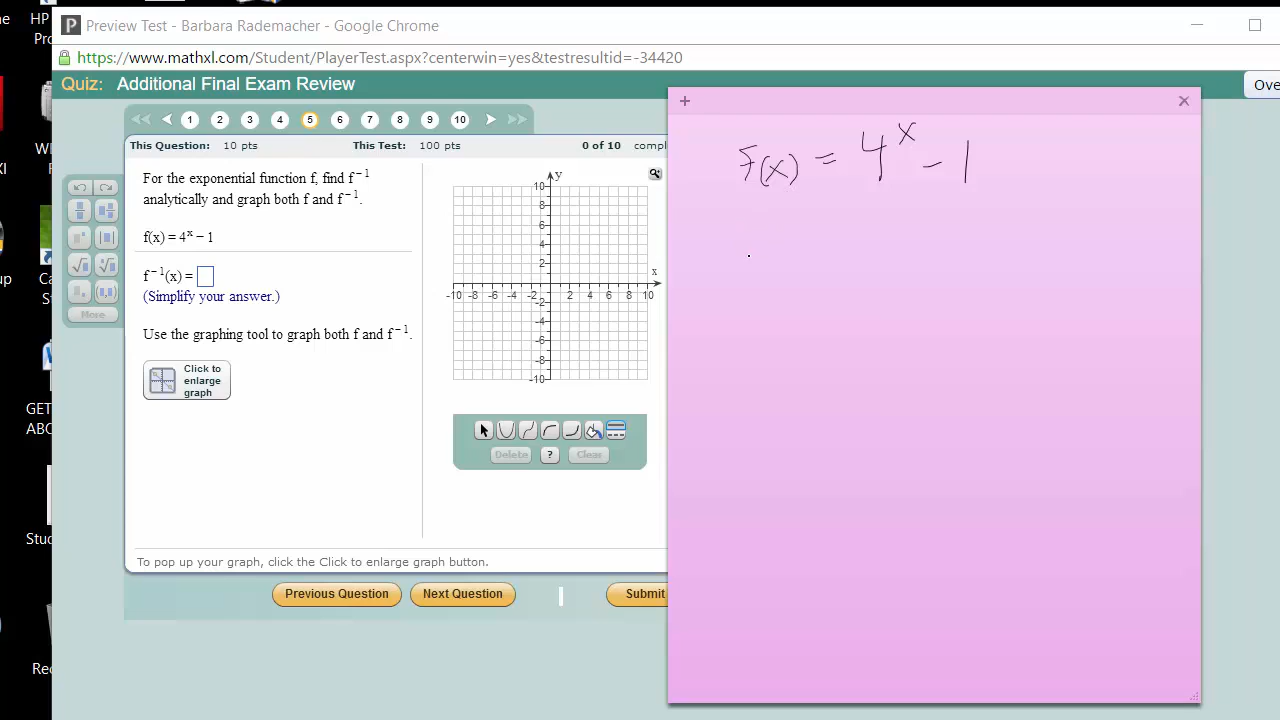 HP
Pro
Preview Test - Barbara Rademacher - Google Chrome
https://www.mathxl.com/Student/PlayerTest.aspx?centerwin=yes&testresultid=-34420
Quiz: Additional Final Exam Review
Ove
1 2 3 4 5 6 7 8 9 10
This Question: 10 pts
This Test: 100 pts
0 of 10
compl
For the exponential function f, find f⁻¹
analytically and graph both f and f⁻¹.
f(x) = 4ˣ − 1
f⁻¹(x) =
(Simplify your answer.)
Use the graphing tool to graph both f and f⁻¹.
Click to
enlarge
graph
More
y
10
8
6
4
2
x
-10 -8 -6 -4 -2 2 4 6 8 10
-2
-4
-6
-8
-10
Delete ? Clear
To pop up your graph, click the Click to enlarge graph button.
Previous Question
Next Question
Submit
+
×
f(x) = 4ˣ − 1
up
Ca
St
GET
ABC
Stud
Rec